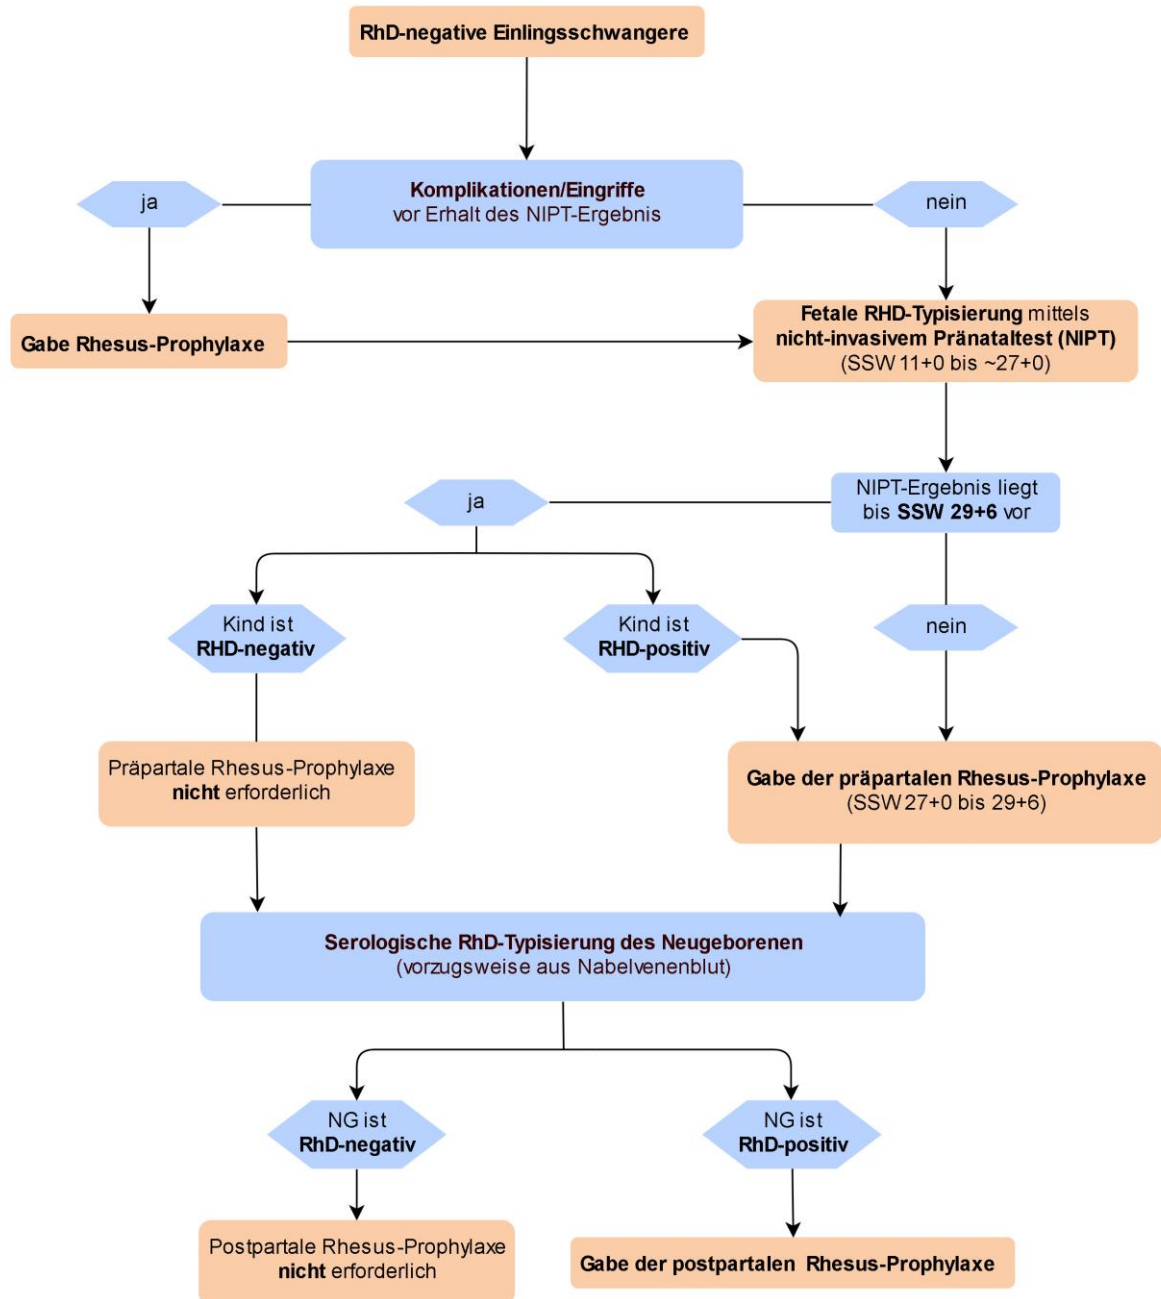 RhD-negative Einlingsschwangere
Komplikationen/Eingriffe
vor Erhalt des NIPT-Ergebnis
ja
nein
Gabe Rhesus-Prophylaxe
Fetale RHD-Typisierung mittels
nicht-invasivem Pränataltest (NIPT)
(SSW 11+0 bis ~27+0)
NIPT-Ergebnis liegt
bis SSW 29+6 vor
ja
nein
Kind ist
RHD-negativ
Kind ist
RHD-positiv
Präpartale Rhesus-Prophylaxe
nicht erforderlich
Gabe der präpartalen Rhesus-Prophylaxe
(SSW 27+0 bis 29+6)
Serologische RhD-Typisierung des Neugeborenen
(vorzugsweise aus Nabelvenenblut)
NG ist
RhD-negativ
NG ist
RhD-positiv
Postpartale Rhesus-Prophylaxe
nicht erforderlich
Gabe der postpartalen Rhesus-Prophylaxe